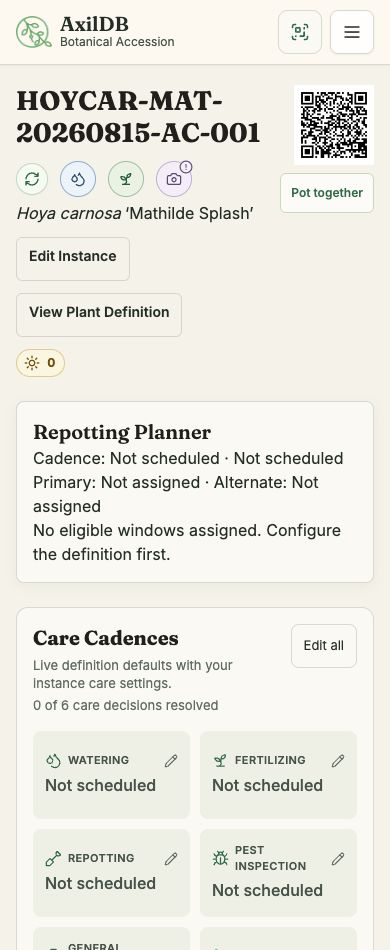 AxilDB
Botanical Accession
HOYCAR-MAT-
20260815-AC-001
!
Pot together
Hoya carnosa ‘Mathilde Splash’
Edit Instance
View Plant Definition
0
Repotting Planner
Cadence: Not scheduled · Not scheduled
Primary: Not assigned · Alternate: Not
assigned
No eligible windows assigned. Configure
the definition first.
Care Cadences
Edit all
Live definition defaults with your
instance care settings.
0 of 6 care decisions resolved
WATERING
Not scheduled
FERTILIZING
Not scheduled
REPOTTING
Not scheduled
PEST
INSPECTION
Not scheduled
GENERAL